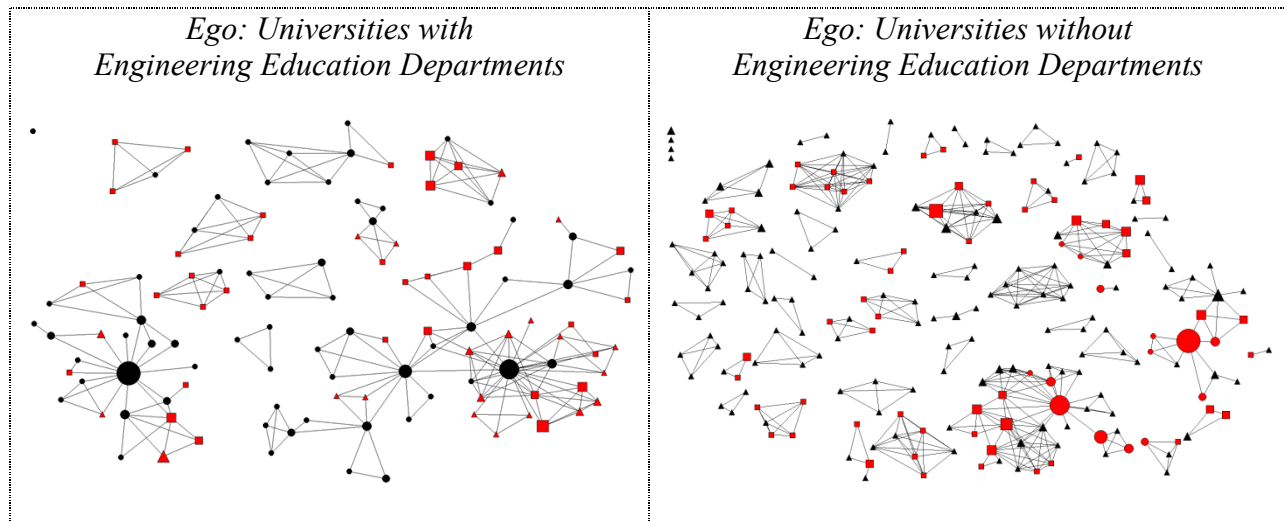 Ego: Universities with
Engineering Education Departments
Ego: Universities without
Engineering Education Departments